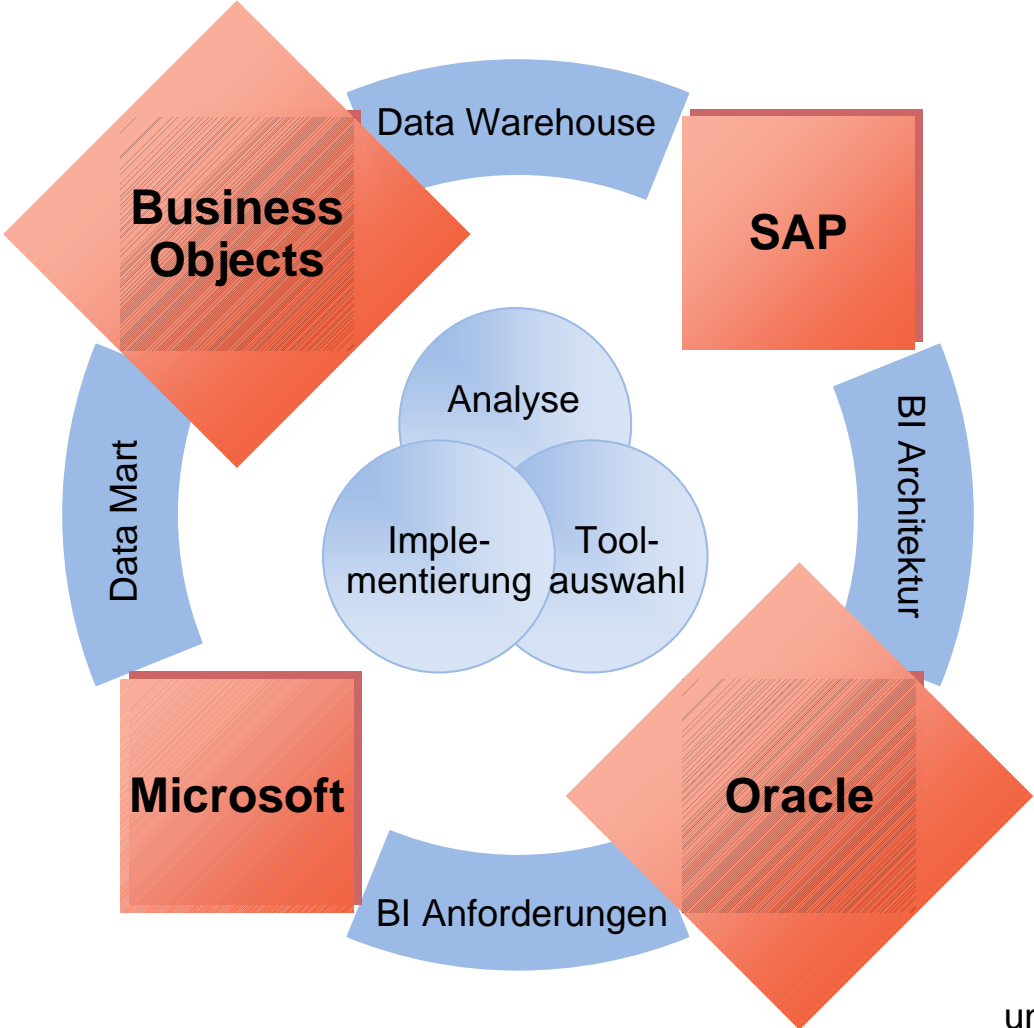 Data Warehouse
Business
Objects
SAP
Analyse
BI Architektur
Data Mart
Imple-
mentierung
Tool-
auswahl
Microsoft
Oracle
BI Anforderungen